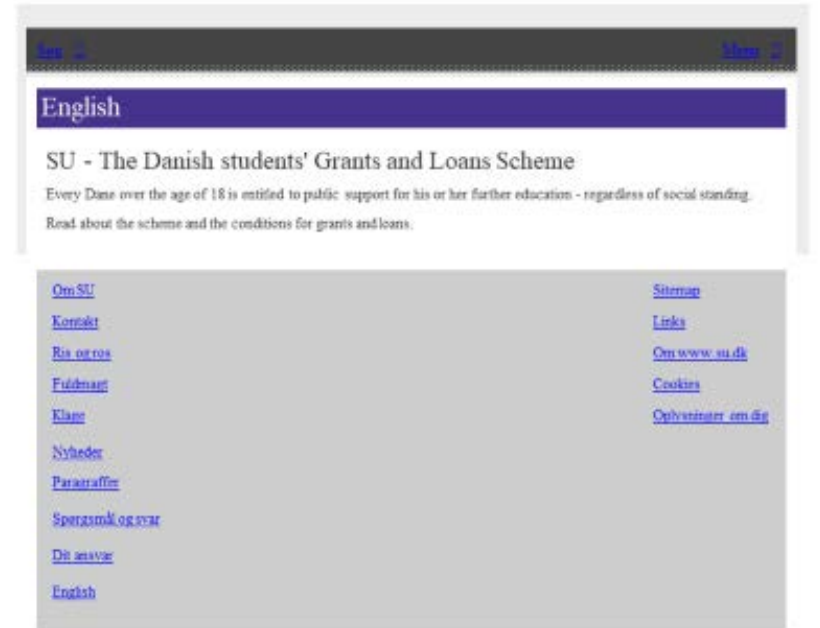 Søg
Menu
English
SU - The Danish students' Grants and Loans Scheme
Every Dane over the age of 18 is entitled to public support for his or her further education - regardless of social standing.
Read about the scheme and the conditions for grants and loans.
Om SU
Kontakt
Ris og ros
Fuldmagt
Klage
Nyheder
Paragraffer
Spørgsmål og svar
Dit ansvar
English
Sitemap
Links
Om www.su.dk
Cookies
Oplysninger om dig